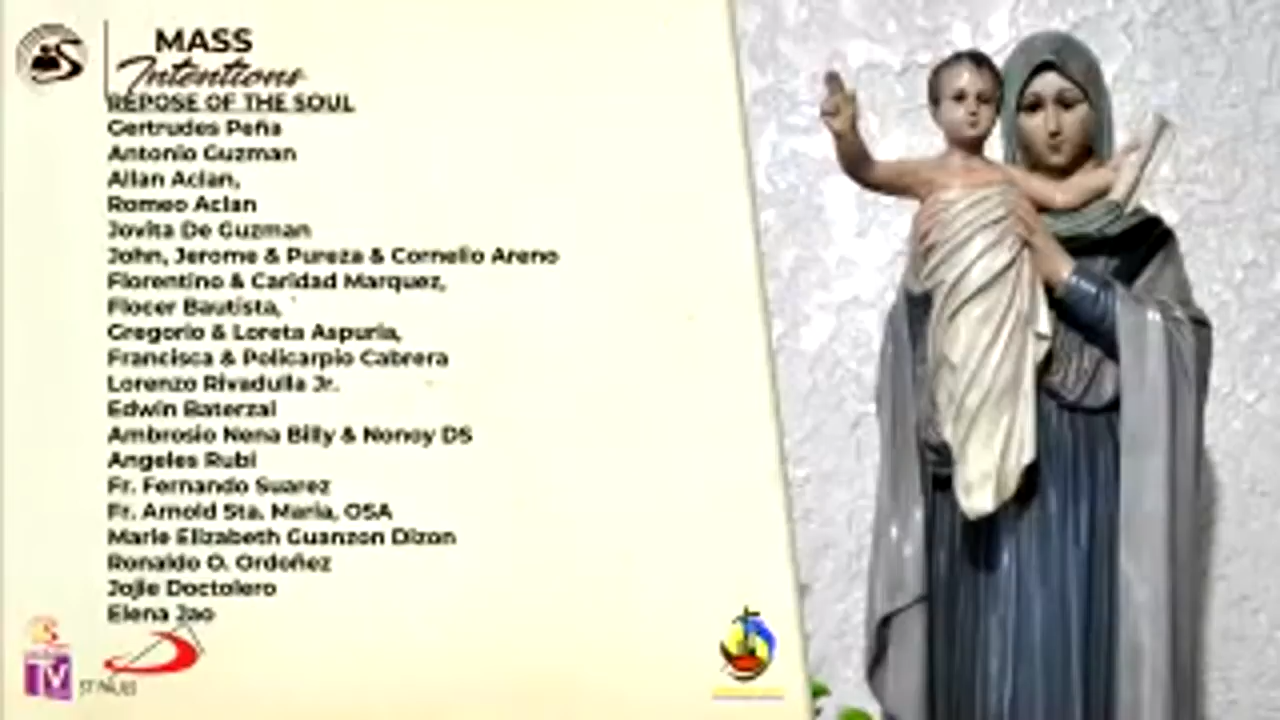 MASS
Intentions
REPOSE OF THE SOUL
Gertrudes Peña
Antonio Guzman
Allan Aclan,
Romeo Aclan
Jovita De Guzman
John, Jerome & Pureza & Cornelio Areno
Florentino & Caridad Marquez,
Flocer Bautista,
Gregorio & Loreta Aspuria,
Francisca & Policarpio Cabrera
Lorenzo Rivadulla Jr.
Edwin Baterzal
Ambrosio Nena Billy & Nonoy DS
Angeles Rubi
Fr. Fernando Suarez
Fr. Arnold Sta. Maria, OSA
Marie Elizabeth Guanzon Dizon
Ronaldo O. Ordoñez
Jojie Doctolero
Elena Jao
TV
ST PAULS